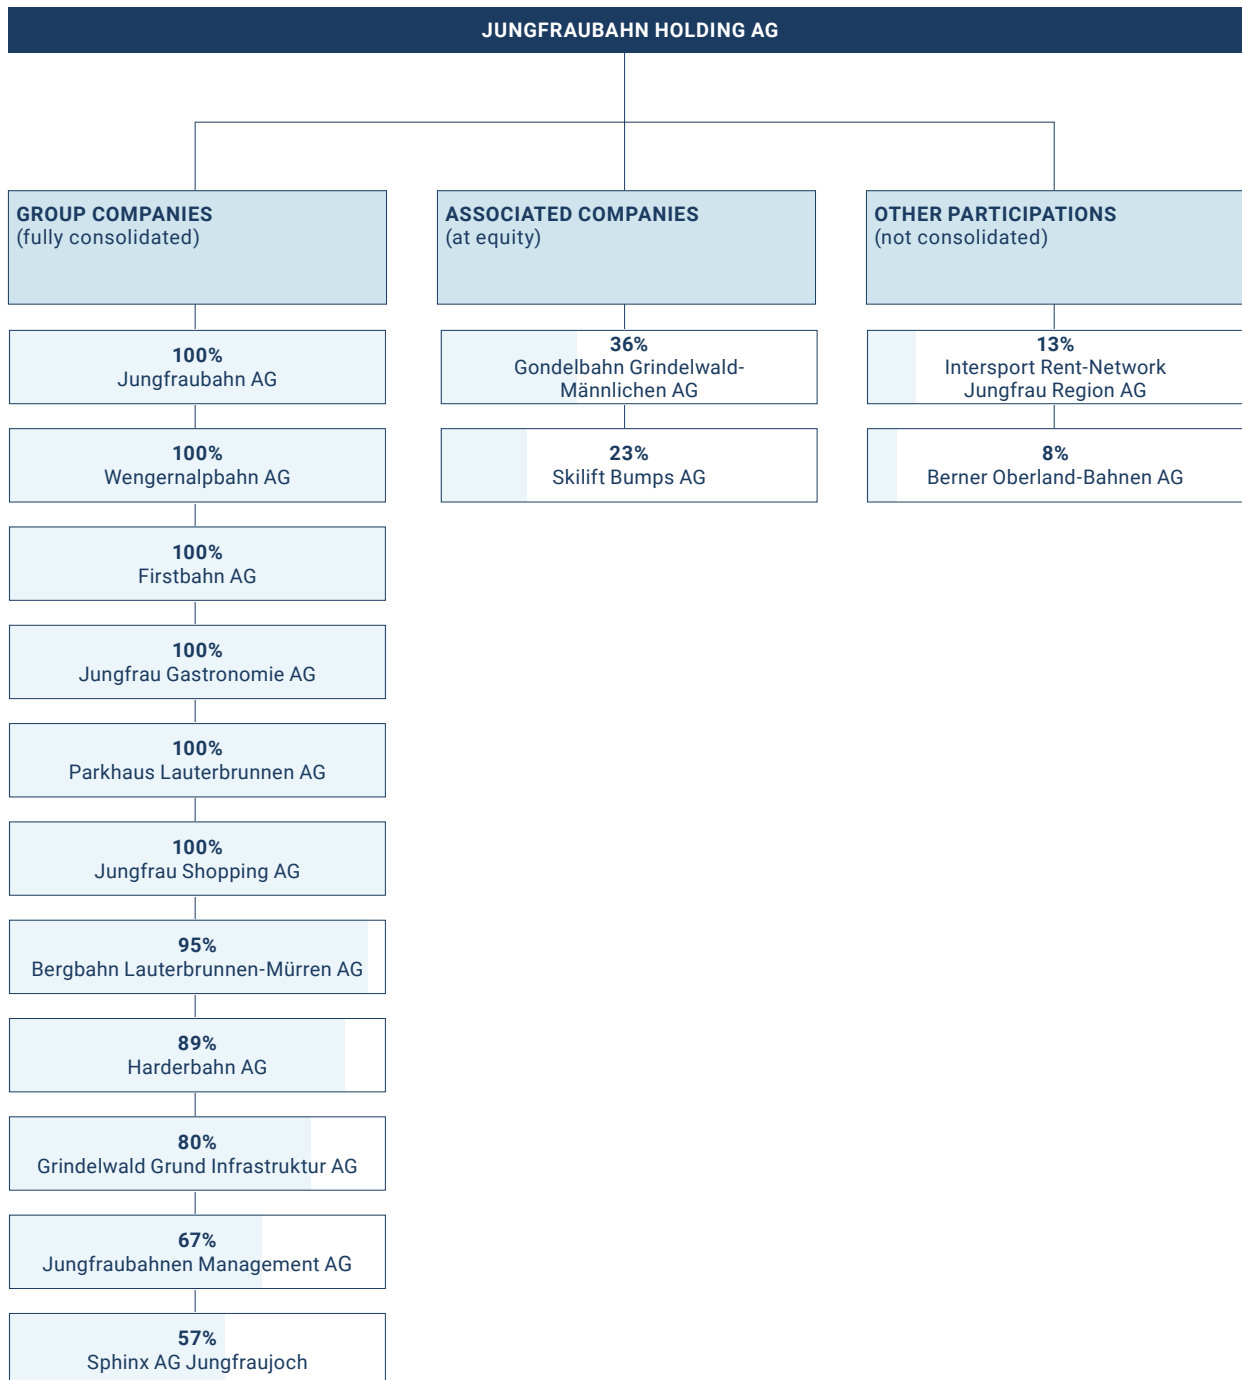 JUNGFRAUBAHN HOLDING AG
GROUP COMPANIES
(fully consolidated)
100%
Jungfraubahn AG
100%
Wengernalpbahn AG
100%
Firstbahn AG
100%
Jungfrau Gastronomie AG
100%
Parkhaus Lauterbrunnen AG
100%
Jungfrau Shopping AG
95%
Bergbahn Lauterbrunnen-Mürren AG
89%
Harderbahn AG
80%
Grindelwald Grund Infrastruktur AG
67%
Jungfraubahnen Management AG
57%
Sphinx AG Jungfraujoch
ASSOCIATED COMPANIES
(at equity)
36%
Gondelbahn Grindelwald-
Männlichen AG
23%
Skilift Bumps AG
OTHER PARTICIPATIONS
(not consolidated)
13%
Intersport Rent-Network
Jungfrau Region AG
8%
Berner Oberland-Bahnen AG